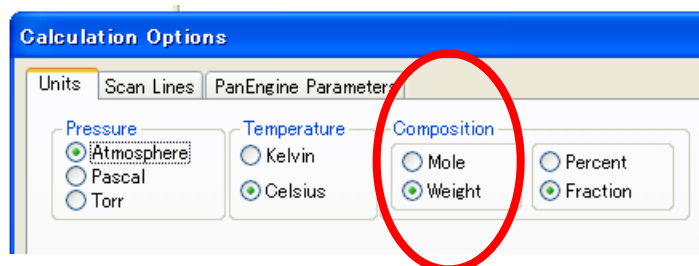 Calculation Options
Units Scan Lines PanEngine Parameters
Pressure Temperature Composition
Atmosphere Kelvin Mole Percent
Pascal
Torr Celsius Weight Fraction